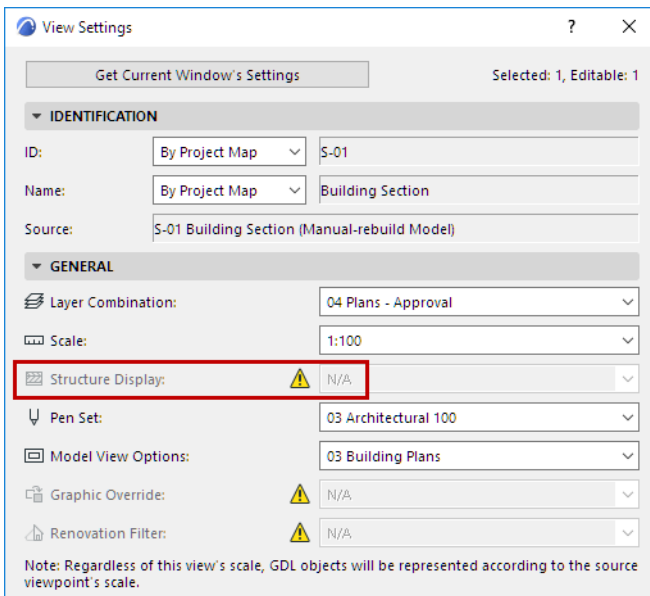 View Settings ?
Get Current Window's Settings Selected: 1, Editable: 1
IDENTIFICATION
ID: By Project Map S-01
Name: By Project Map Building Section
Source: S-01 Building Section (Manual-rebuild Model)
GENERAL
Layer Combination: 04 Plans - Approval
Scale: 1:100
Structure Display: N/A
Pen Set: 03 Architectural 100
Model View Options: 03 Building Plans
Graphic Override: N/A
Renovation Filter: N/A
Note: Regardless of this view's scale, GDL objects will be represented according to the source
viewpoint's scale.